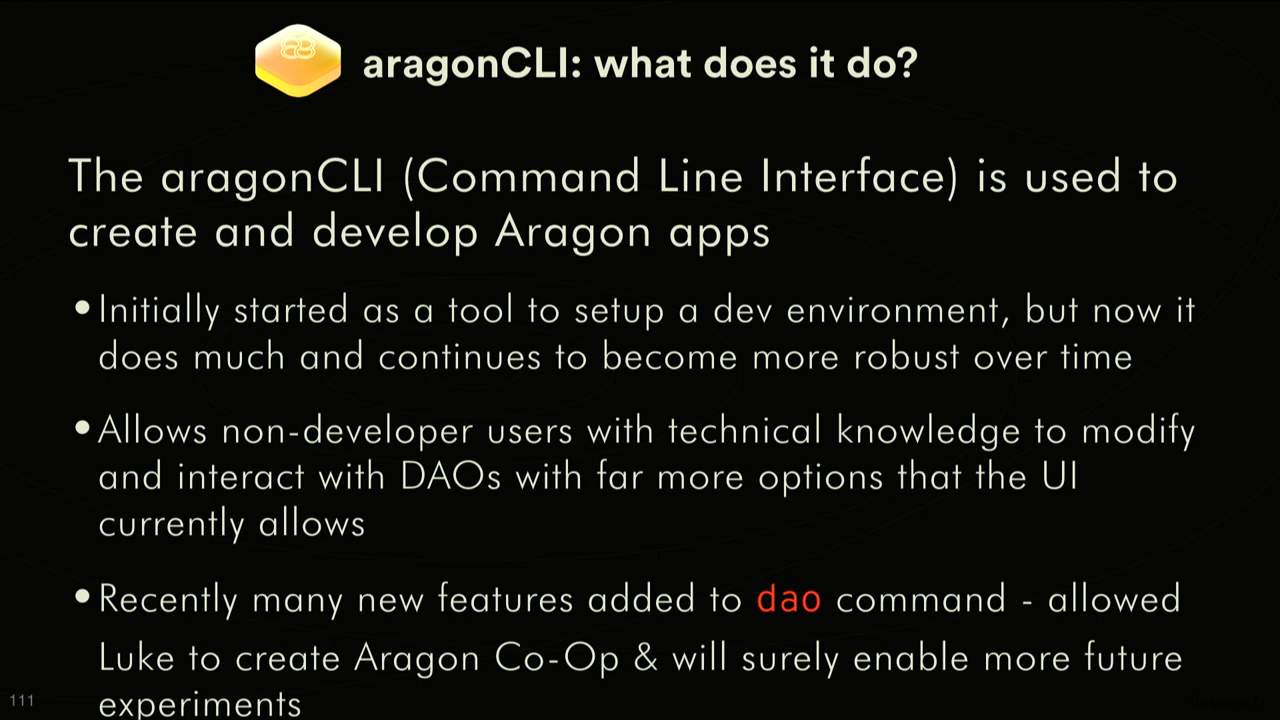 aragonCLI: what does it do?
The aragonCLI (Command Line Interface) is used to
create and develop Aragon apps
•Initially started as a tool to setup a dev environment, but now it
does much and continues to become more robust over time
•Allows non-developer users with technical knowledge to modify
and interact with DAOs with far more options that the UI
currently allows
•Recently many new features added to dao command - allowed
Luke to create Aragon Co-Op & will surely enable more future
experiments
111